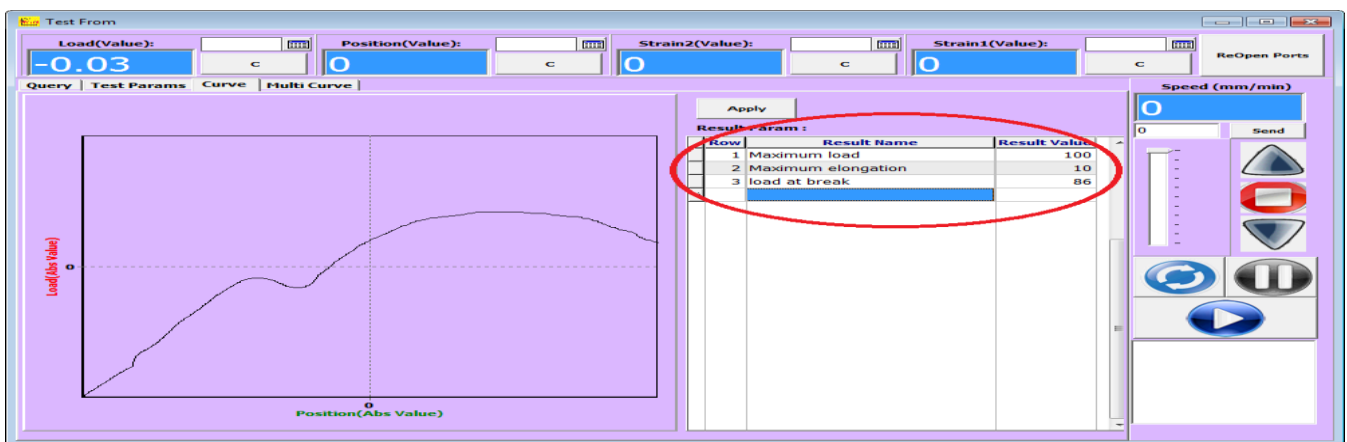 Test From
Load(Value): Position(Value): Strain2(Value): Strain1(Value):
-0.03 c 0 c 0 c 0 c ReOpen Ports
Query Test Params Curve Multi Curve Speed (mm/min)
0
Apply
0 Send
Result Param :
Row Result Name Result Value
1 Maximum load 100
2 Maximum elongation 10
3 load at break 86
Load(Abs Value)
0
0
Position(Abs Value)